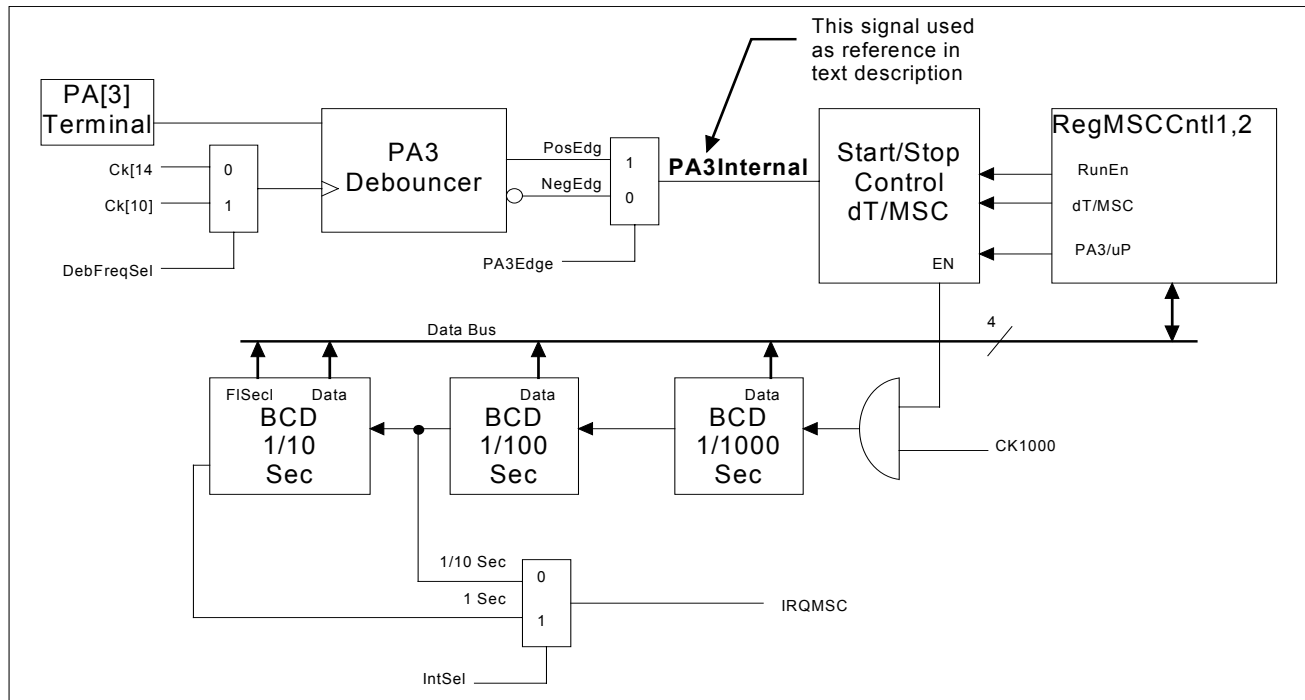 This signal used
as reference in
text description
PA[3]
Terminal
Ck[14
Ck[10]
0
1
DebFreqSel
PA3
Debouncer
PosEdg
NegEdg
1
0
PA3Edge
PA3Internal
Start/Stop
Control
dT/MSC
EN
RegMSCCntl1,2
RunEn
dT/MSC
PA3/uP
Data Bus
4
FlSecl
Data
BCD
1/10
Sec
Data
BCD
1/100
Sec
Data
BCD
1/1000
Sec
CK1000
1/10 Sec
1 Sec
0
1
IRQMSC
IntSel